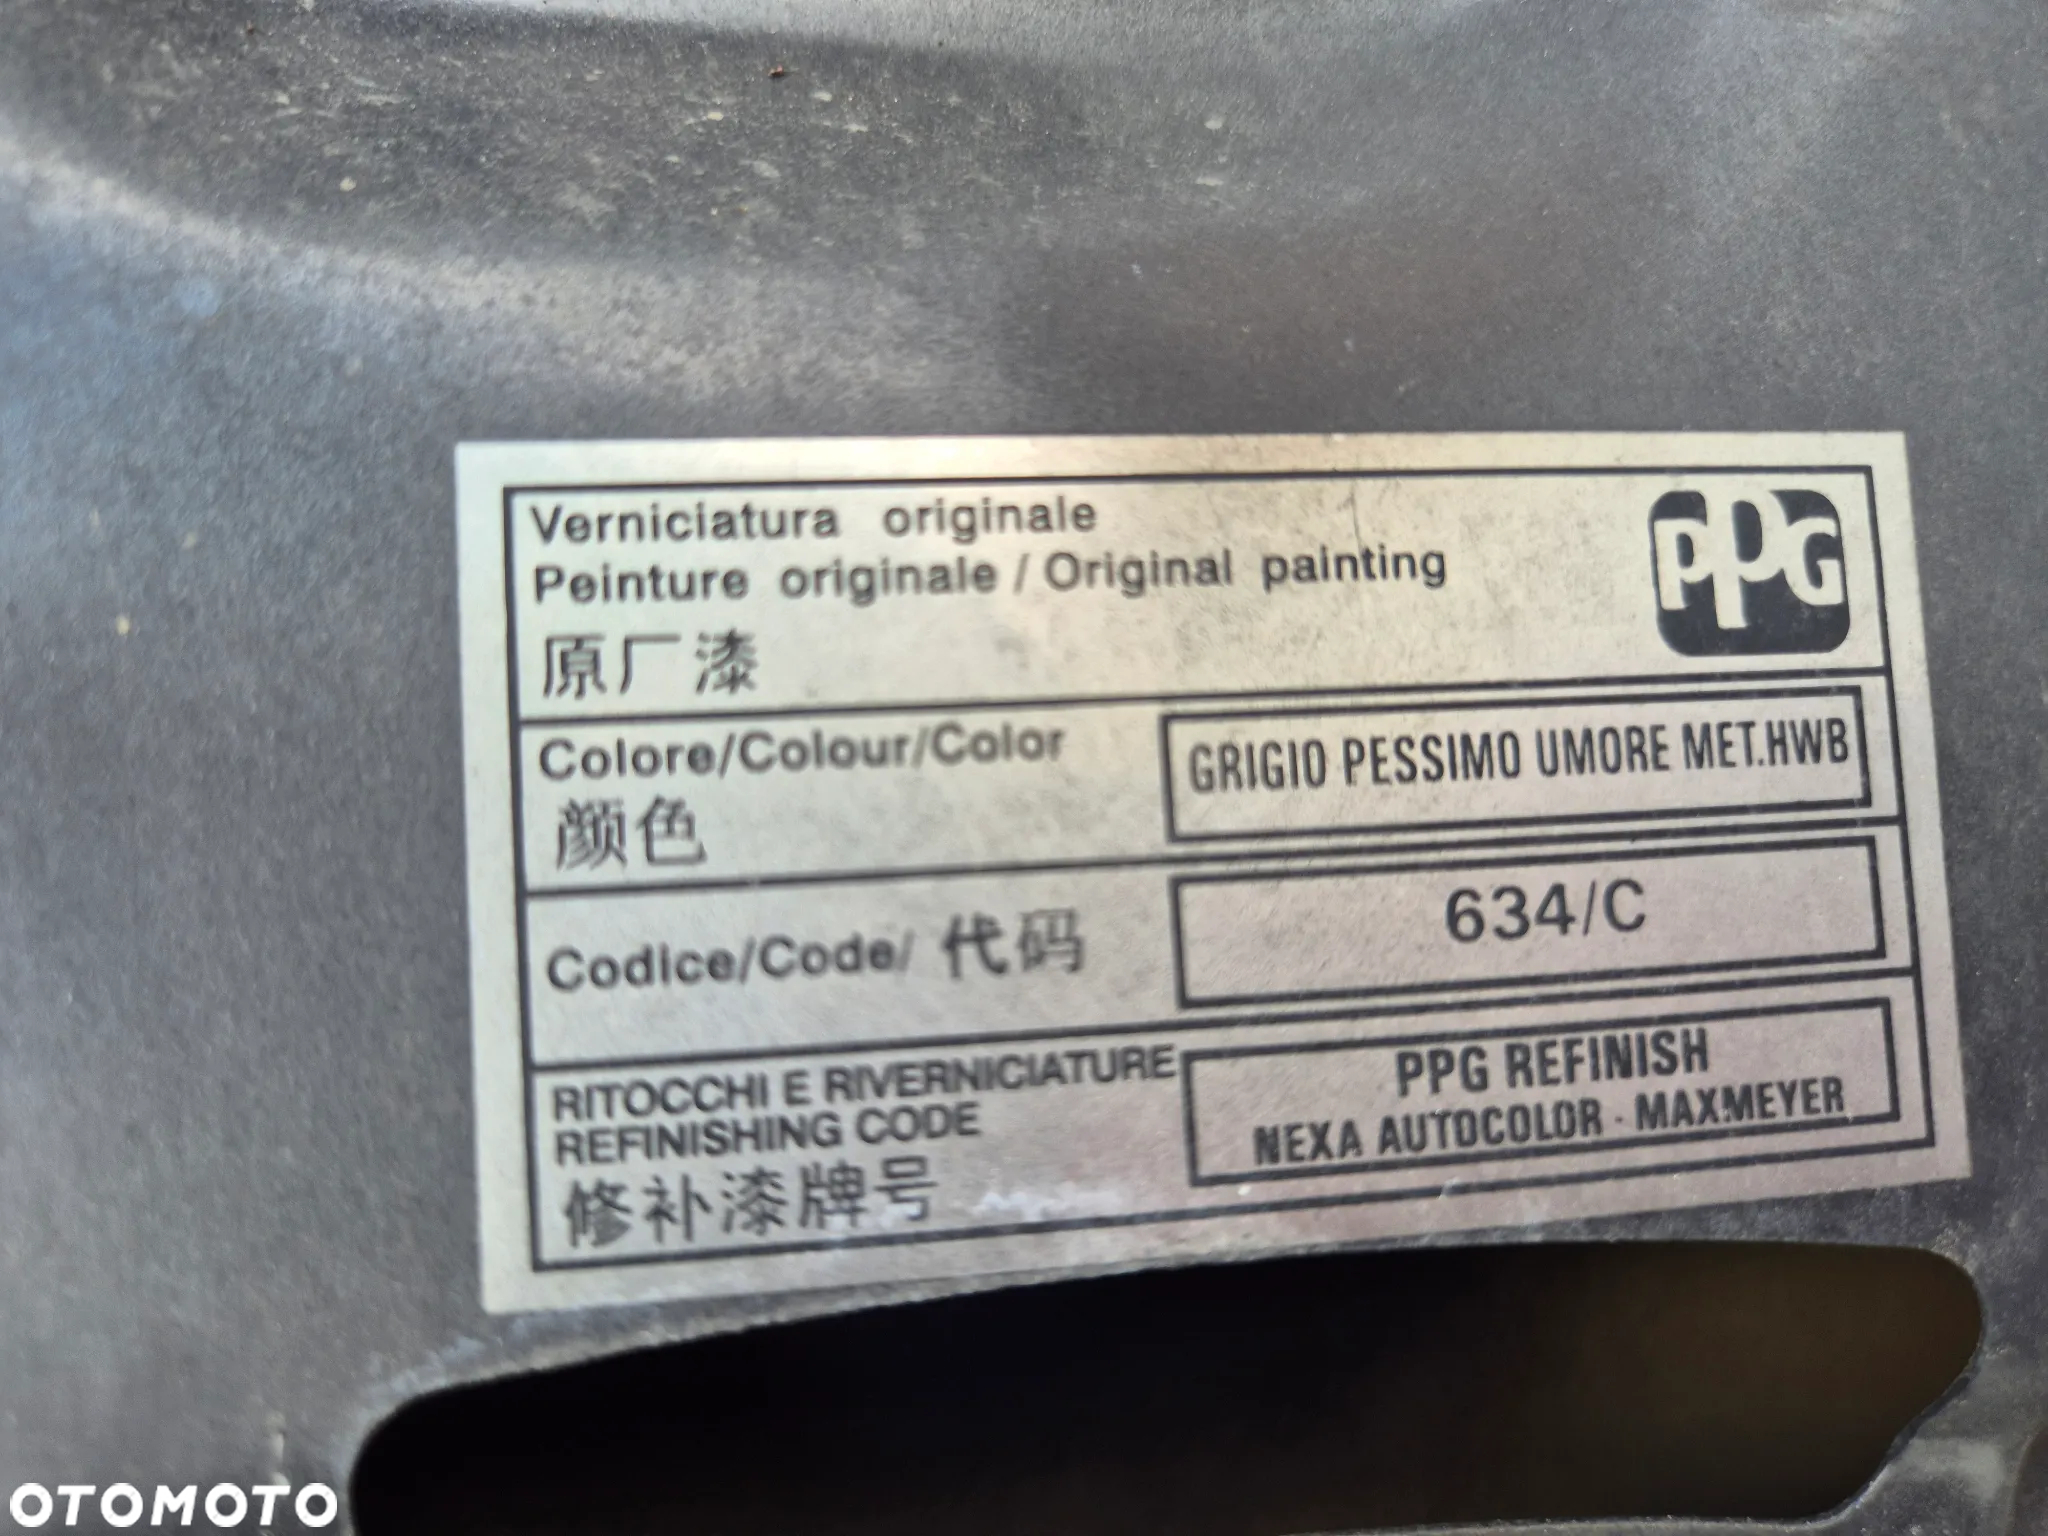 Verniciatura originale
Peinture originale / Original painting
原厂漆
PPG
Colore/Colour/Color
颜色
GRIGIO PESSIMO UMORE MET.HWB
Codice/Code/ 代码
634/C
RITOCCHI E RIVERNICIATURE
REFINISHING CODE
修补漆牌号
PPG REFINISH
NEXA AUTOCOLOR · MAXMEYER
OTOMOTO